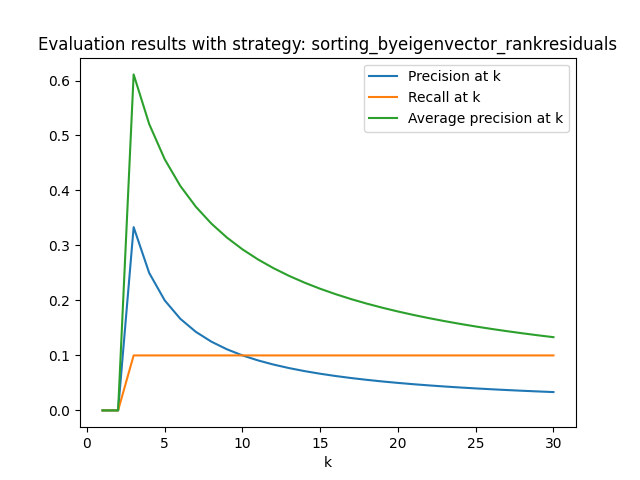 Evaluation results with strategy: sorting_byeigenvector_rankresiduals
Precision at k
Recall at k
Average precision at k
0.6
0.5
0.4
0.3
0.2
0.1
0.0
0 5 10 15 20 25 30
k